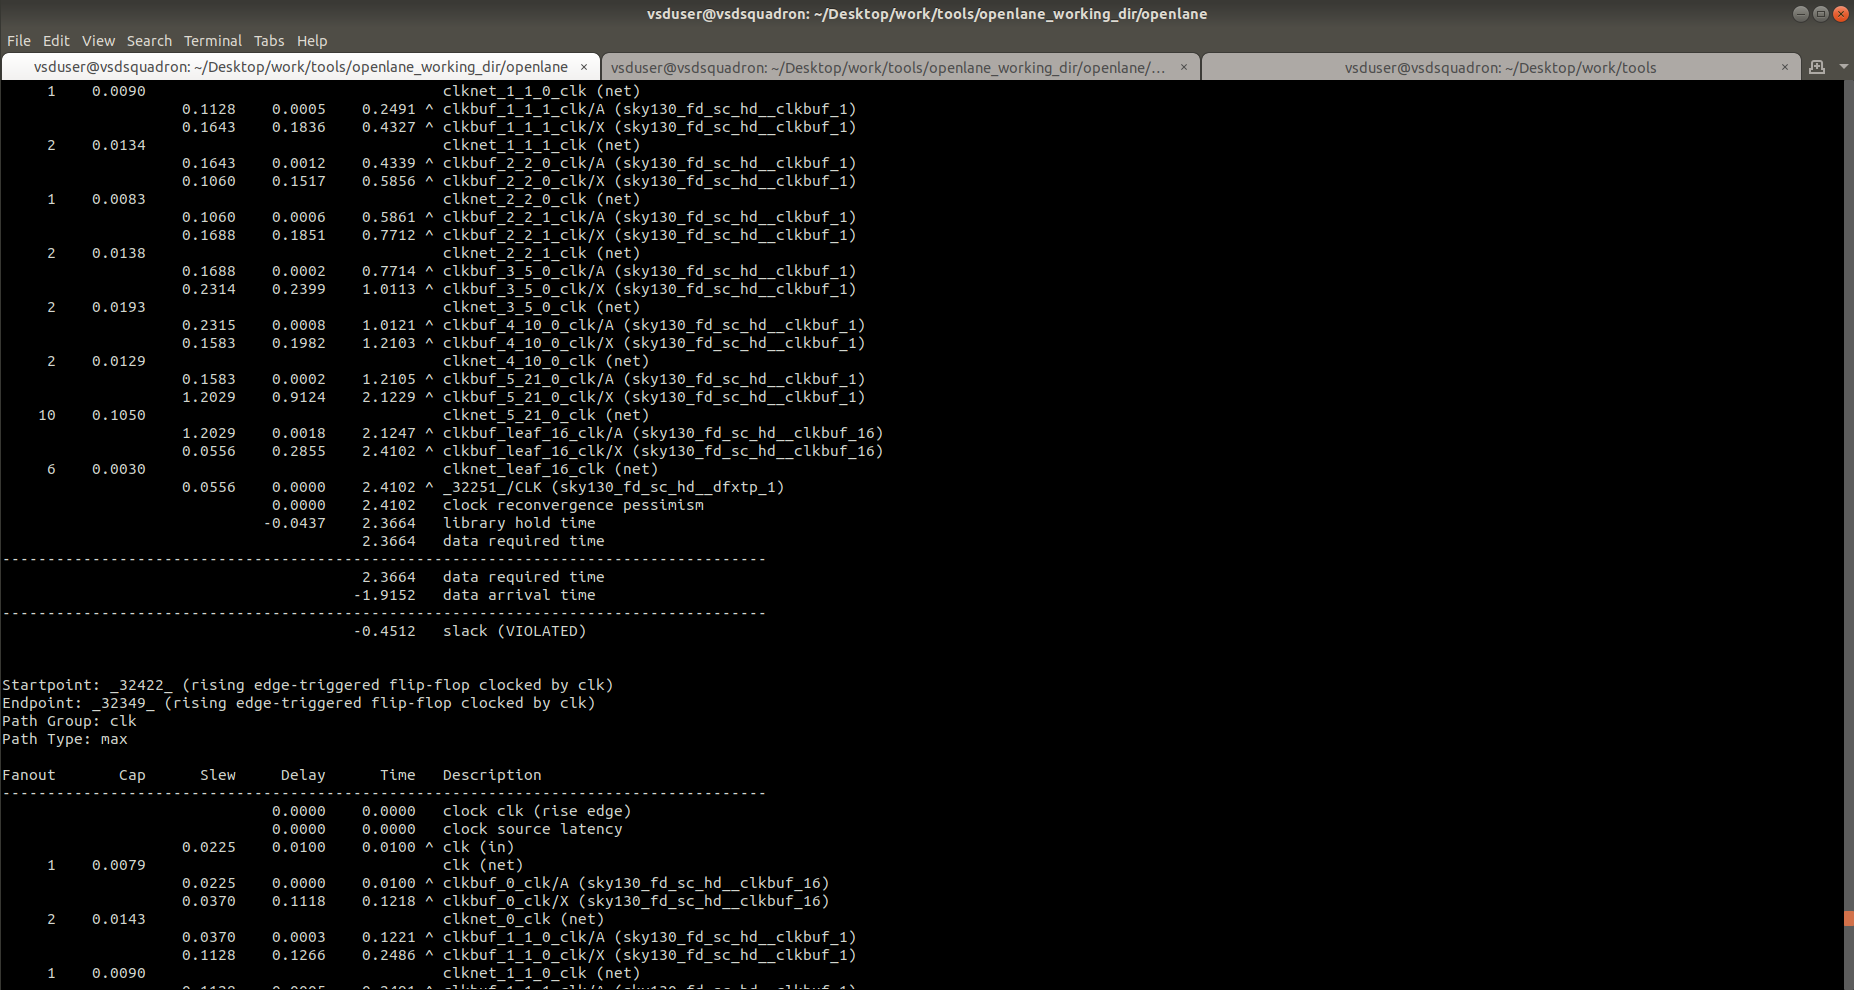 vsduser@vsdsquadron: ~/Desktop/work/tools/openlane_working_dir/openlane
File Edit View Search Terminal Tabs Help
vsduser@vsdsquadron: ~/Desktop/work/tools/openlane_working_dir/openlane × vsduser@vsdsquadron: ~/Desktop/work/tools/openlane_working_dir/openlane/... × vsduser@vsdsquadron: ~/Desktop/work/tools ×
1 0.0090 clknet_1_1_0_clk (net)
0.1128 0.0005 0.2491 ^ clkbuf_1_1_1_clk/A (sky130_fd_sc_hd__clkbuf_1)
0.1643 0.1836 0.4327 ^ clkbuf_1_1_1_clk/X (sky130_fd_sc_hd__clkbuf_1)
2 0.0134 clknet_1_1_1_clk (net)
0.1643 0.0012 0.4339 ^ clkbuf_2_2_0_clk/A (sky130_fd_sc_hd__clkbuf_1)
0.1060 0.1517 0.5856 ^ clkbuf_2_2_0_clk/X (sky130_fd_sc_hd__clkbuf_1)
1 0.0083 clknet_2_2_0_clk (net)
0.1060 0.0006 0.5861 ^ clkbuf_2_2_1_clk/A (sky130_fd_sc_hd__clkbuf_1)
0.1688 0.1851 0.7712 ^ clkbuf_2_2_1_clk/X (sky130_fd_sc_hd__clkbuf_1)
2 0.0138 clknet_2_2_1_clk (net)
0.1688 0.0002 0.7714 ^ clkbuf_3_5_0_clk/A (sky130_fd_sc_hd__clkbuf_1)
0.2314 0.2399 1.0113 ^ clkbuf_3_5_0_clk/X (sky130_fd_sc_hd__clkbuf_1)
2 0.0193 clknet_3_5_0_clk (net)
0.2315 0.0008 1.0121 ^ clkbuf_4_10_0_clk/A (sky130_fd_sc_hd__clkbuf_1)
0.1583 0.1982 1.2103 ^ clkbuf_4_10_0_clk/X (sky130_fd_sc_hd__clkbuf_1)
2 0.0129 clknet_4_10_0_clk (net)
0.1583 0.0002 1.2105 ^ clkbuf_5_21_0_clk/A (sky130_fd_sc_hd__clkbuf_1)
1.2029 0.9124 2.1229 ^ clkbuf_5_21_0_clk/X (sky130_fd_sc_hd__clkbuf_1)
10 0.1050 clknet_5_21_0_clk (net)
1.2029 0.0018 2.1247 ^ clkbuf_leaf_16_clk/A (sky130_fd_sc_hd__clkbuf_16)
0.0556 0.2855 2.4102 ^ clkbuf_leaf_16_clk/X (sky130_fd_sc_hd__clkbuf_16)
6 0.0030 clknet_leaf_16_clk (net)
0.0556 0.0000 2.4102 ^ _32251_/CLK (sky130_fd_sc_hd__dfxtp_1)
0.0000 2.4102 clock reconvergence pessimism
-0.0437 2.3664 library hold time
2.3664 data required time
-------------------------------------------------------------------------------------
2.3664 data required time
-1.9152 data arrival time
-------------------------------------------------------------------------------------
-0.4512 slack (VIOLATED)
Startpoint: _32422_ (rising edge-triggered flip-flop clocked by clk)
Endpoint: _32349_ (rising edge-triggered flip-flop clocked by clk)
Path Group: clk
Path Type: max
Fanout Cap Slew Delay Time Description
-------------------------------------------------------------------------------------
0.0000 0.0000 clock clk (rise edge)
0.0000 0.0000 clock source latency
0.0225 0.0100 0.0100 ^ clk (in)
1 0.0079 clk (net)
0.0225 0.0000 0.0100 ^ clkbuf_0_clk/A (sky130_fd_sc_hd__clkbuf_16)
0.0370 0.1118 0.1218 ^ clkbuf_0_clk/X (sky130_fd_sc_hd__clkbuf_16)
2 0.0143 clknet_0_clk (net)
0.0370 0.0003 0.1221 ^ clkbuf_1_1_0_clk/A (sky130_fd_sc_hd__clkbuf_1)
0.1128 0.1266 0.2486 ^ clkbuf_1_1_0_clk/X (sky130_fd_sc_hd__clkbuf_1)
1 0.0090 clknet_1_1_0_clk (net)
0.1128 0.0005 0.2491 ^ clkbuf_1_1_1_clk/A (sky130_fd_sc_hd__clkbuf_1)